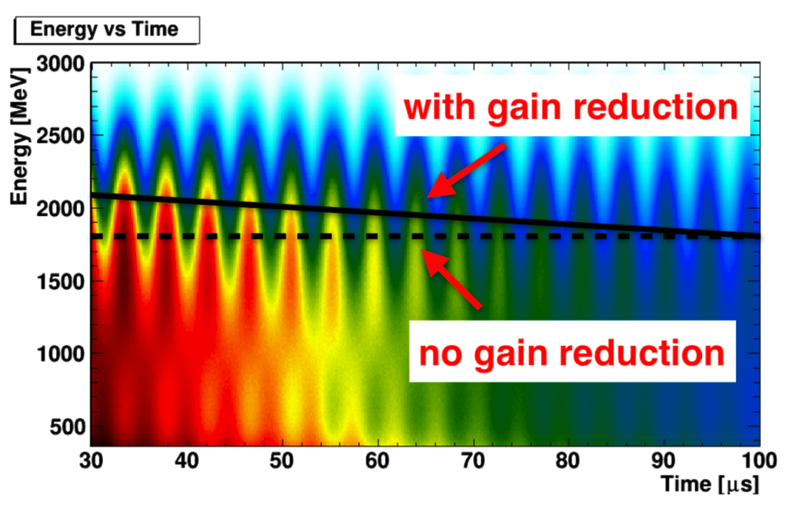 Energy vs Time
Energy [MeV]
3000
2500
2000
1500
1000
500
with gain reduction
no gain reduction
30 40 50 60 70 80 90 100
Time [μs]